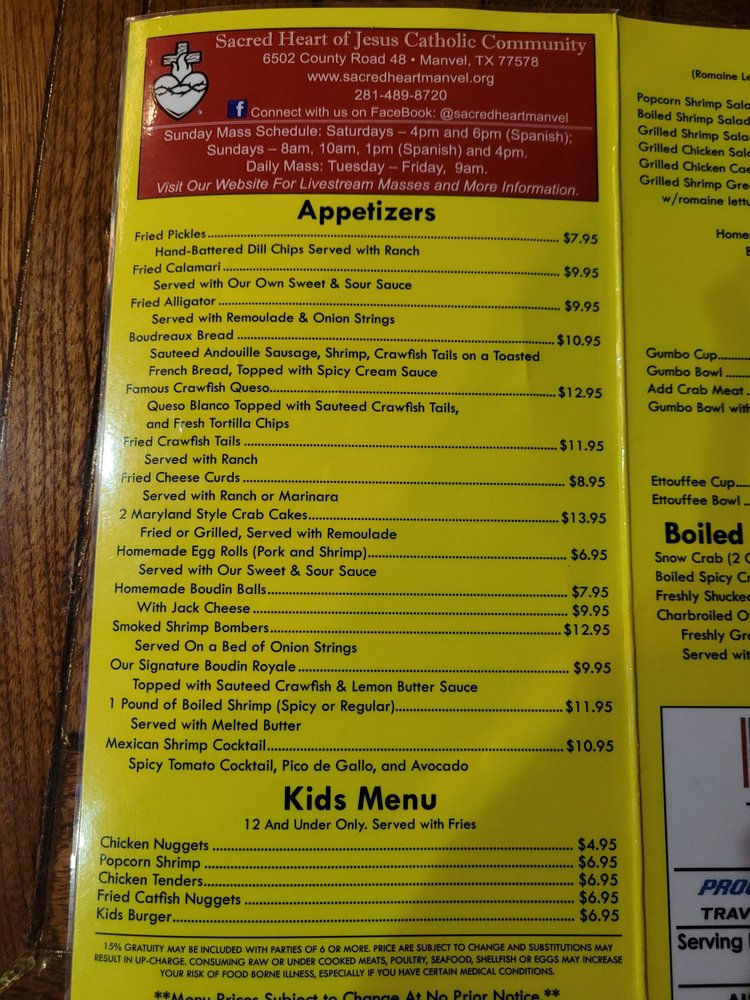 Sacred Heart of Jesus Catholic Community
6502 County Road 48 • Manvel, TX 77578
www.sacredheartmanvel.org
281-489-8720
f Connect with us on FaceBook: @sacredheartmanvel
Sunday Mass Schedule: Saturdays – 4pm and 6pm (Spanish);
Sundays – 8am, 10am, 1pm (Spanish) and 4pm.
Daily Mass: Tuesday – Friday, 9am.
Visit Our Website For Livestream Masses and More Information.
Appetizers
Fried Pickles $7.95
Hand-Battered Dill Chips Served with Ranch
Fried Calamari $9.95
Served with Our Own Sweet & Sour Sauce
Fried Alligator $9.95
Served with Remoulade & Onion Strings
Boudreaux Bread $10.95
Sauteed Andouille Sausage, Shrimp, Crawfish Tails on a Toasted
French Bread, Topped with Spicy Cream Sauce
Famous Crawfish Queso $12.95
Queso Blanco Topped with Sauteed Crawfish Tails,
and Fresh Tortilla Chips
Fried Crawfish Tails $11.95
Served with Ranch
Fried Cheese Curds $8.95
Served with Ranch or Marinara
2 Maryland Style Crab Cakes $13.95
Fried or Grilled, Served with Remoulade
Homemade Egg Rolls (Pork and Shrimp) $6.95
Served with Our Sweet & Sour Sauce
Homemade Boudin Balls $7.95
With Jack Cheese $9.95
Smoked Shrimp Bombers $12.95
Served On a Bed of Onion Strings
Our Signature Boudin Royale $9.95
Topped with Sauteed Crawfish & Lemon Butter Sauce
1 Pound of Boiled Shrimp (Spicy or Regular) $11.95
Served with Melted Butter
Mexican Shrimp Cocktail $10.95
Spicy Tomato Cocktail, Pico de Gallo, and Avocado
Kids Menu
12 And Under Only. Served with Fries
Chicken Nuggets $4.95
Popcorn Shrimp $6.95
Chicken Tenders $6.95
Fried Catfish Nuggets $6.95
Kids Burger $6.95
15% GRATUITY MAY BE INCLUDED WITH PARTIES OF 6 OR MORE. PRICE ARE SUBJECT TO CHANGE AND SUBSTITUTIONS MAY
RESULT IN UP-CHARGE. CONSUMING RAW OR UNDER COOKED MEATS, POULTRY, SEAFOOD, SHELLFISH OR EGGS MAY INCREASE
YOUR RISK OF FOOD BORNE ILLNESS, ESPECIALLY IF YOU HAVE CERTAIN MEDICAL CONDITIONS.
**Menu Prices Subject to Change At No Prior Notice **
(Romaine
Popcorn Shrimp
Boiled Shrimp Salad
Grilled Shrimp
Grilled Chicken
Grilled Chicken
Grilled Shrimp
w/romaine
Gumbo Cup
Gumbo Bowl
Add Crab Meat
Gumbo Bowl with
Ettouffee Cup
Ettouffee Bowl
Boiled
Snow Crab (2
Boiled Spicy
Freshly
Charbroiled
Freshly
Served
Serving